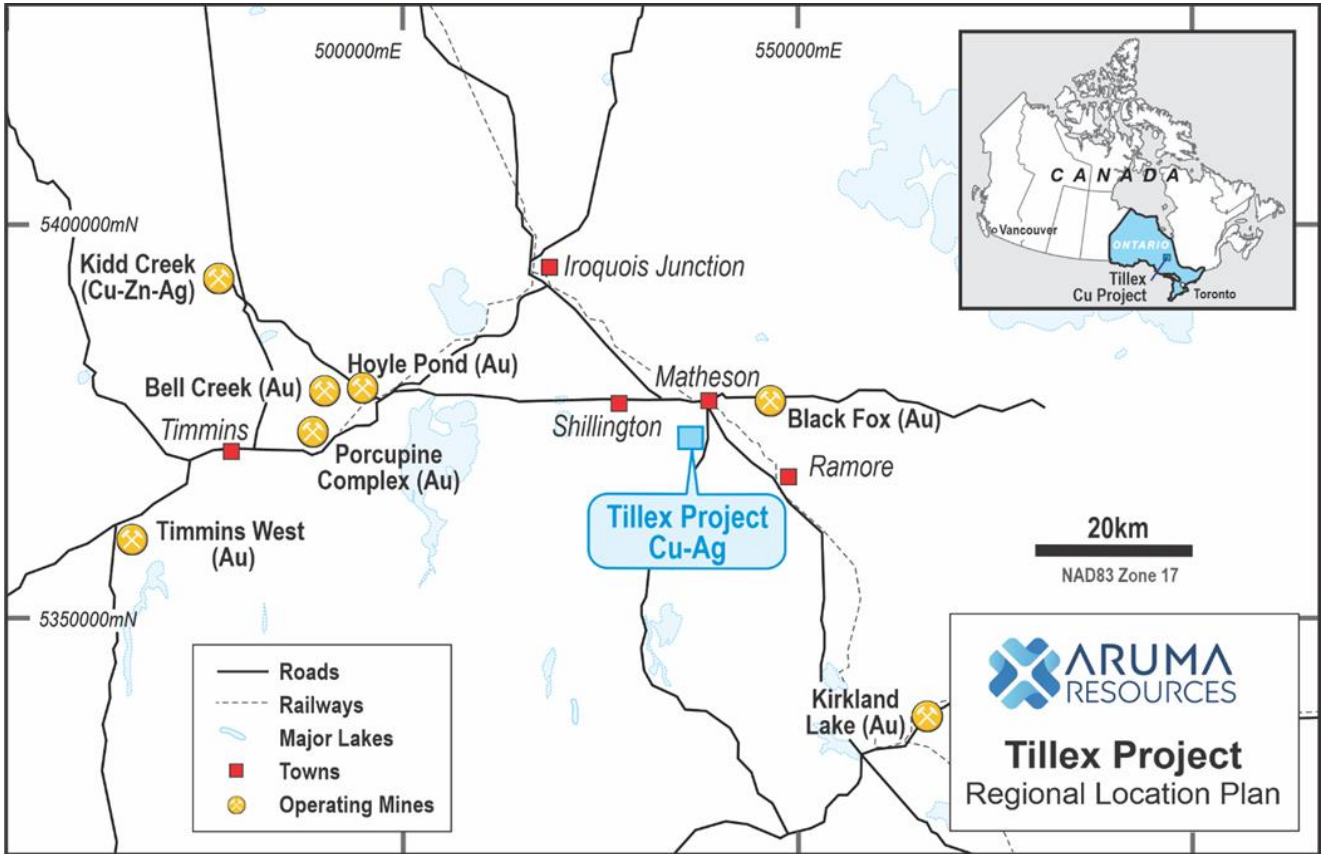 500000mE
550000mE
5400000mN
5350000mN
Kidd Creek
(Cu-Zn-Ag)
Iroquois Junction
Hoyle Pond (Au)
Bell Creek (Au)
Timmins
Porcupine
Complex (Au)
Matheson
Shillington
Black Fox (Au)
Ramore
Timmins West
(Au)
Tillex Project
Cu-Ag
Kirkland
Lake (Au)
CANADA
Vancouver
ONTARIO
Tillex
Cu Project
Toronto
20km
NAD83 Zone 17
Roads
Railways
Major Lakes
Towns
Operating Mines
ARUMA
RESOURCES
Tillex Project
Regional Location Plan